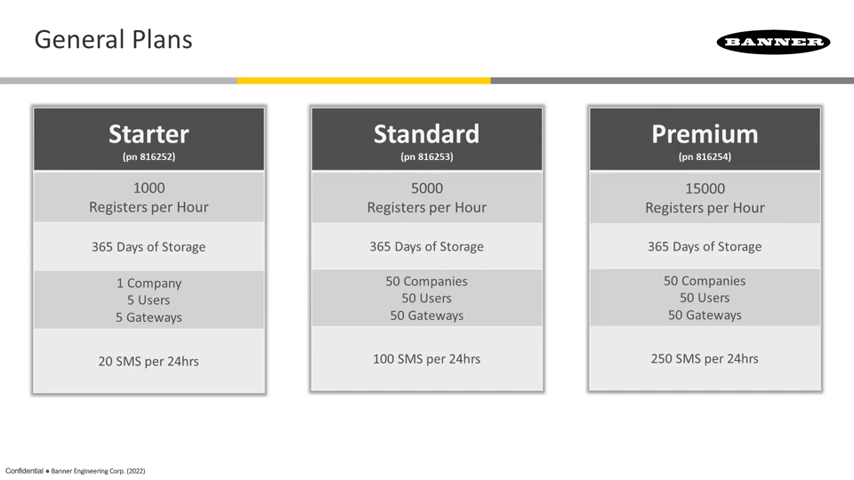 General Plans
BANNER
Starter
(pn 816252)
1000
Registers per Hour
365 Days of Storage
1 Company
5 Users
5 Gateways
20 SMS per 24hrs
Standard
(pn 816253)
5000
Registers per Hour
365 Days of Storage
50 Companies
50 Users
50 Gateways
100 SMS per 24hrs
Premium
(pn 816254)
15000
Registers per Hour
365 Days of Storage
50 Companies
50 Users
50 Gateways
250 SMS per 24hrs
Confidential ● Banner Engineering Corp. (2022)